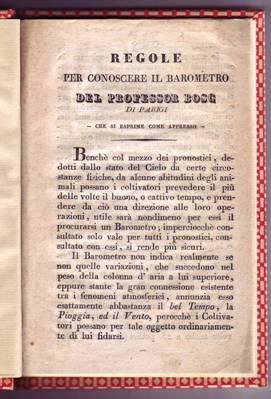 REGOLE
PER CONOSCERE IL BAROMETRO
DEL PROFESSOR BOSC
DI PARIGI
— CHE SI ESPRIME COME APPRESSO —
Benchè col mezzo dei pronostici, de-
dotti dallo stato del Cielo da certe cir-
costanze fisiche, da alcune abitudini degli ani-
mali possano i coltivatori prevedere il più
delle volte il buono, o cattivo tempo, e pren-
dere da ciò una direzione alle loro ope-
razioni, utile sarà nondimeno per essi il
procurarsi un Barometro; imperciocchè con-
sultato solo vale per tutti i pronostici, con-
sultato con essi, si rende più sicuri.
Il Barometro non indica realmente se
non quelle variazioni, che succedono nel
peso della colonna d' aria a lui superiore,
eppure stante la gran connessione esistente
tra i fenomeni atmosferici, annunzia esso
esattamente abbastanza il bel Tempo, la
Pioggia, ed il Vento, perocchè i Coltiva-
tori possano per tale oggetto ordinariamen-
te di lui fidarsi.